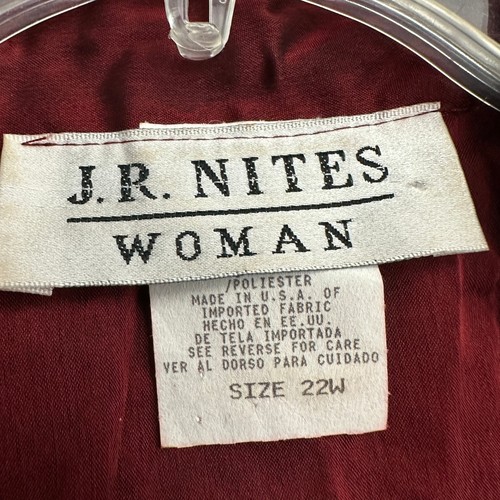 J.R. NITES
WOMAN
/POLIESTER
MADE IN U.S.A. OF
IMPORTED FABRIC
HECHO EN EE.UU.
DE TELA IMPORTADA
SEE REVERSE FOR CARE
VER AL DORSO PARA CUIDADO
SIZE 22W